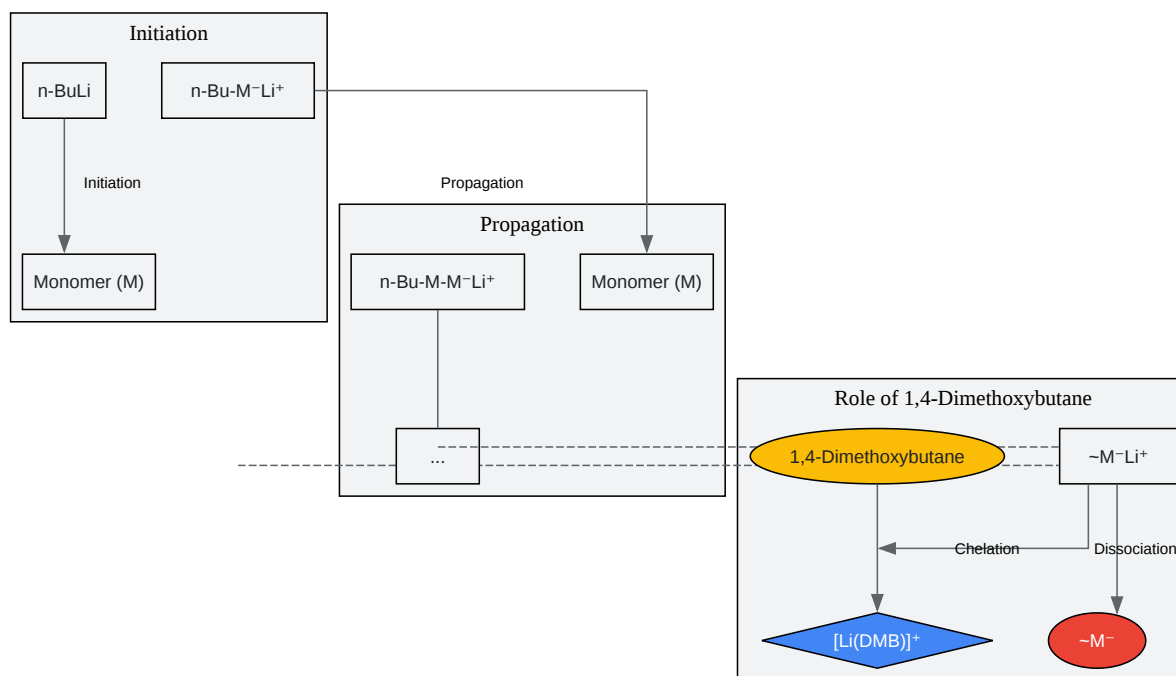 Initiation
n-BuLi
n-Bu-M⁻Li⁺
Initiation
Monomer (M)
Propagation
Propagation
n-Bu-M-M⁻Li⁺
Monomer (M)
...
Role of 1,4-Dimethoxybutane
1,4-Dimethoxybutane
~M⁻Li⁺
Chelation
Dissociation
[Li(DMB)]⁺
~M⁻